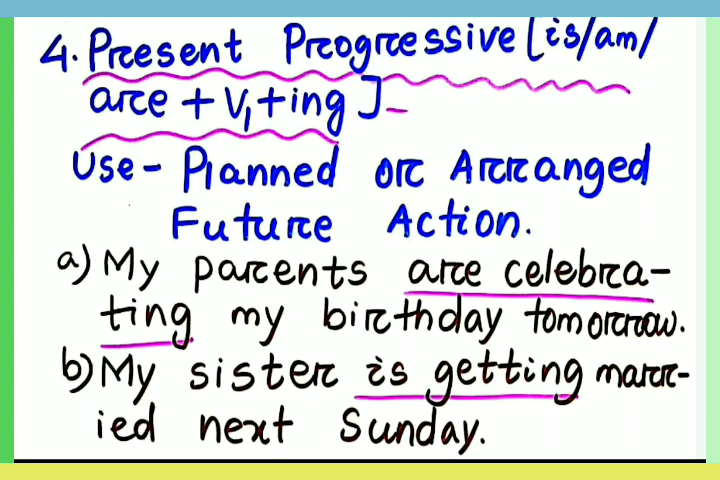 4. Present Progressive [is/am/
are + V₁+ing ]-
Use - Planned or Arranged
Future Action.
a) My parents are celebra-
ting my birthday tomorrow.
b) My sister is getting marr-
ied next Sunday.